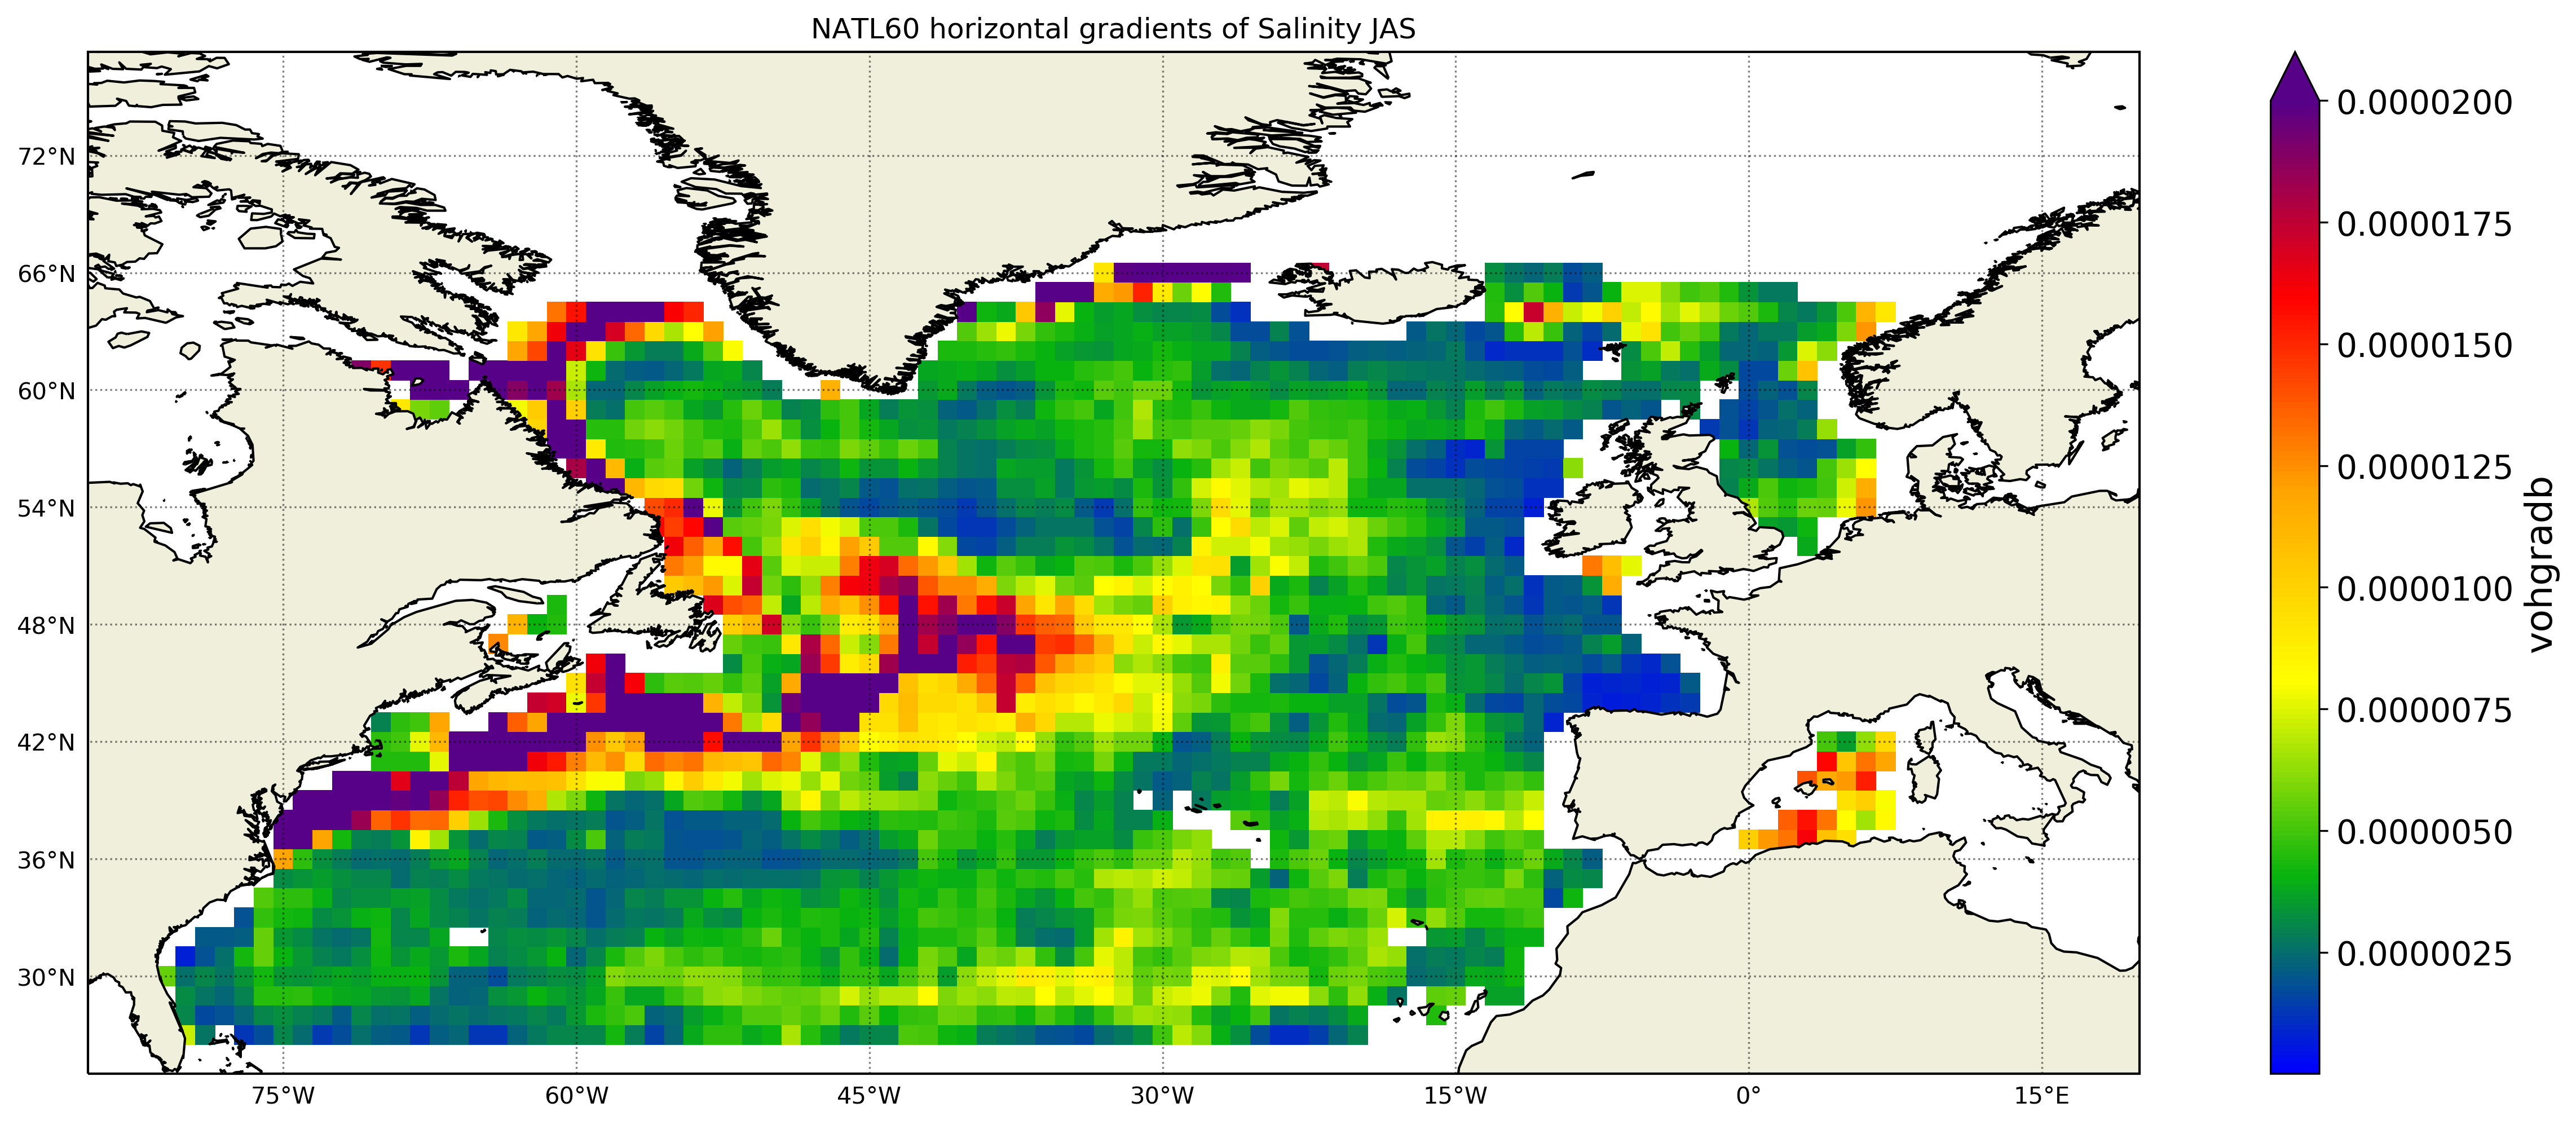 NATL60 horizontal gradients of Salinity JAS
72°N
66°N
60°N
54°N
48°N
42°N
36°N
30°N
75°W
60°W
45°W
30°W
15°W
0°
15°E
0.0000200
0.0000175
0.0000150
0.0000125
0.0000100
0.0000075
0.0000050
0.0000025
vohgradb